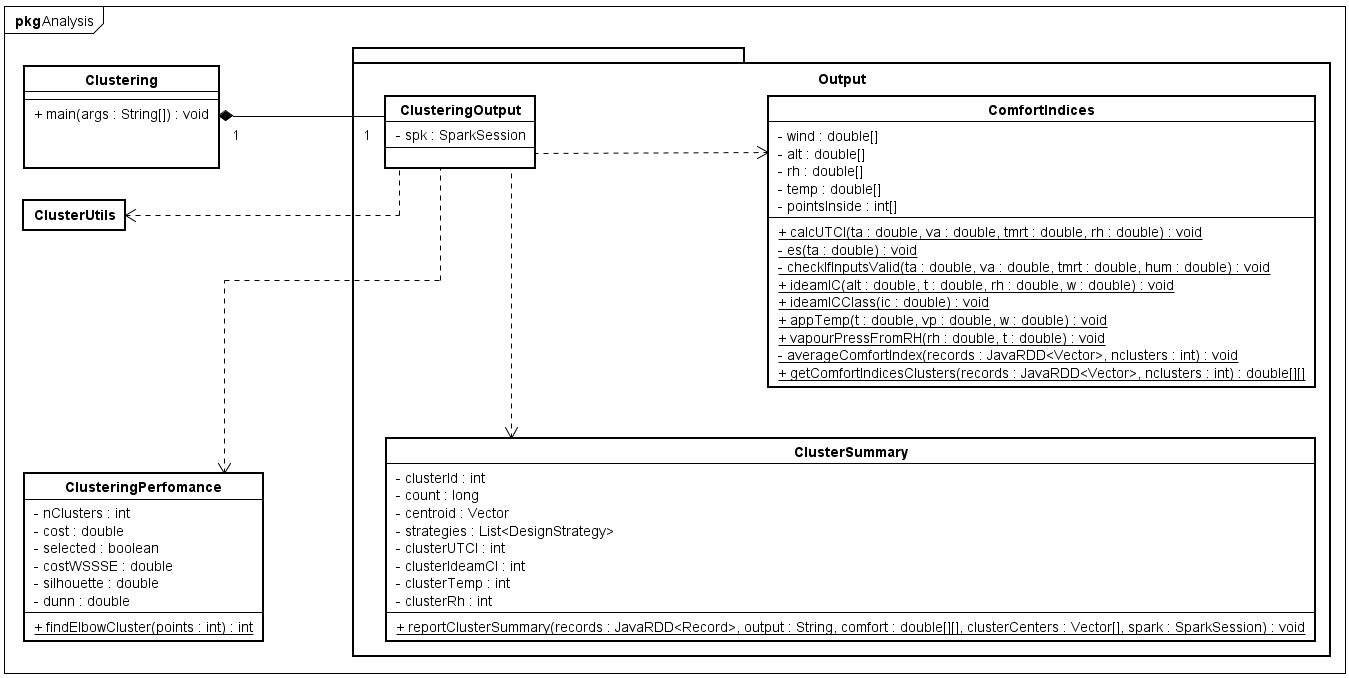 pkgAnalysis
Clustering
+ main(args : String[]) : void
1
1
ClusterUtils
Output
ClusteringOutput
- spk : SparkSession
ComfortIndices
- wind : double[]
- alt : double[]
- rh : double[]
- temp : double[]
- pointsInside : int[]
+ calcUTCI(ta : double, va : double, tmrt : double, rh : double) : void
- es(ta : double) : void
- checkIfInputsValid(ta : double, va : double, tmrt : double, hum : double) : void
+ ideamIC(alt : double, t : double, rh : double, w : double) : void
+ ideamICClass(ic : double) : void
+ appTemp(t : double, vp : double, w : double) : void
+ vapourPressFromRH(rh : double, t : double) : void
- averageComfortIndex(records : JavaRDD<Vector>, nclusters : int) : void
+ getComfortIndicesClusters(records : JavaRDD<Vector>, nclusters : int) : double[][]
ClusteringPerfomance
- nClusters : int
- cost : double
- selected : boolean
- costWSSSE : double
- silhouette : double
- dunn : double
+ findElbowCluster(points : int) : int
ClusterSummary
- clusterId : int
- count : long
- centroid : Vector
- strategies : List<DesignStrategy>
- clusterUTCI : int
- clusterIdeamCI : int
- clusterTemp : int
- clusterRh : int
+ reportClusterSummary(records : JavaRDD<Record>, output : String, comfort : double[][], clusterCenters : Vector[], spark : SparkSession) : void